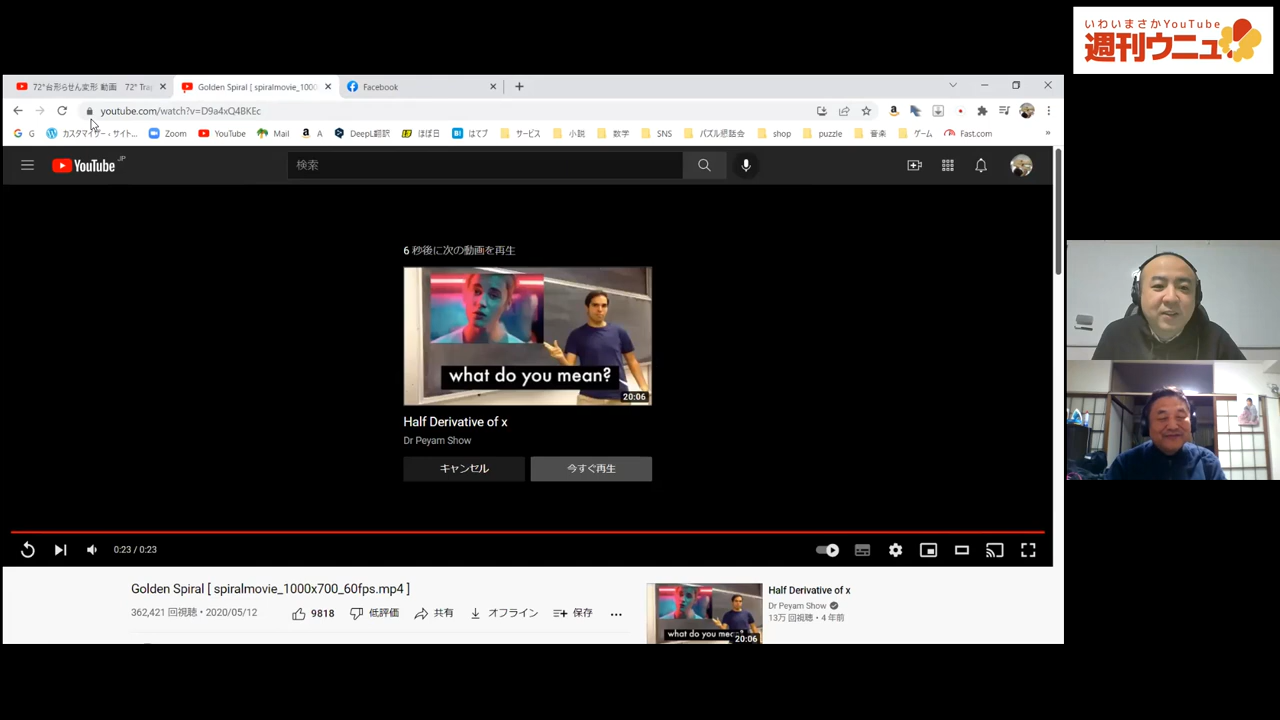 いわいまさかYouTube
週刊ウニュー
72°台形らせん変形 動画 72° Tra
Golden Spiral [ spiralmovie_1000
Facebook
youtube.com/watch?v=D9a4xQ4BKEc
G
カスタマイザー - サイト...
Zoom
YouTube
Mail
A
DeepL翻訳
ほぼ日
はてブ
サービス
小説
数学
SNS
パズル懇話会
shop
puzzle
音楽
ゲーム
Fast.com
YouTube JP
検索
6 秒後に次の動画を再生
what do you mean?
20:06
Half Derivative of x
Dr Peyam Show
キャンセル
今すぐ再生
0:23 / 0:23
Golden Spiral [ spiralmovie_1000x700_60fps.mp4 ]
362,421 回視聴・2020/05/12
9818
低評価
共有
オフライン
保存
what do you me
20:06
Half Derivative of x
Dr Peyam Show
13万 回視聴・4 年前